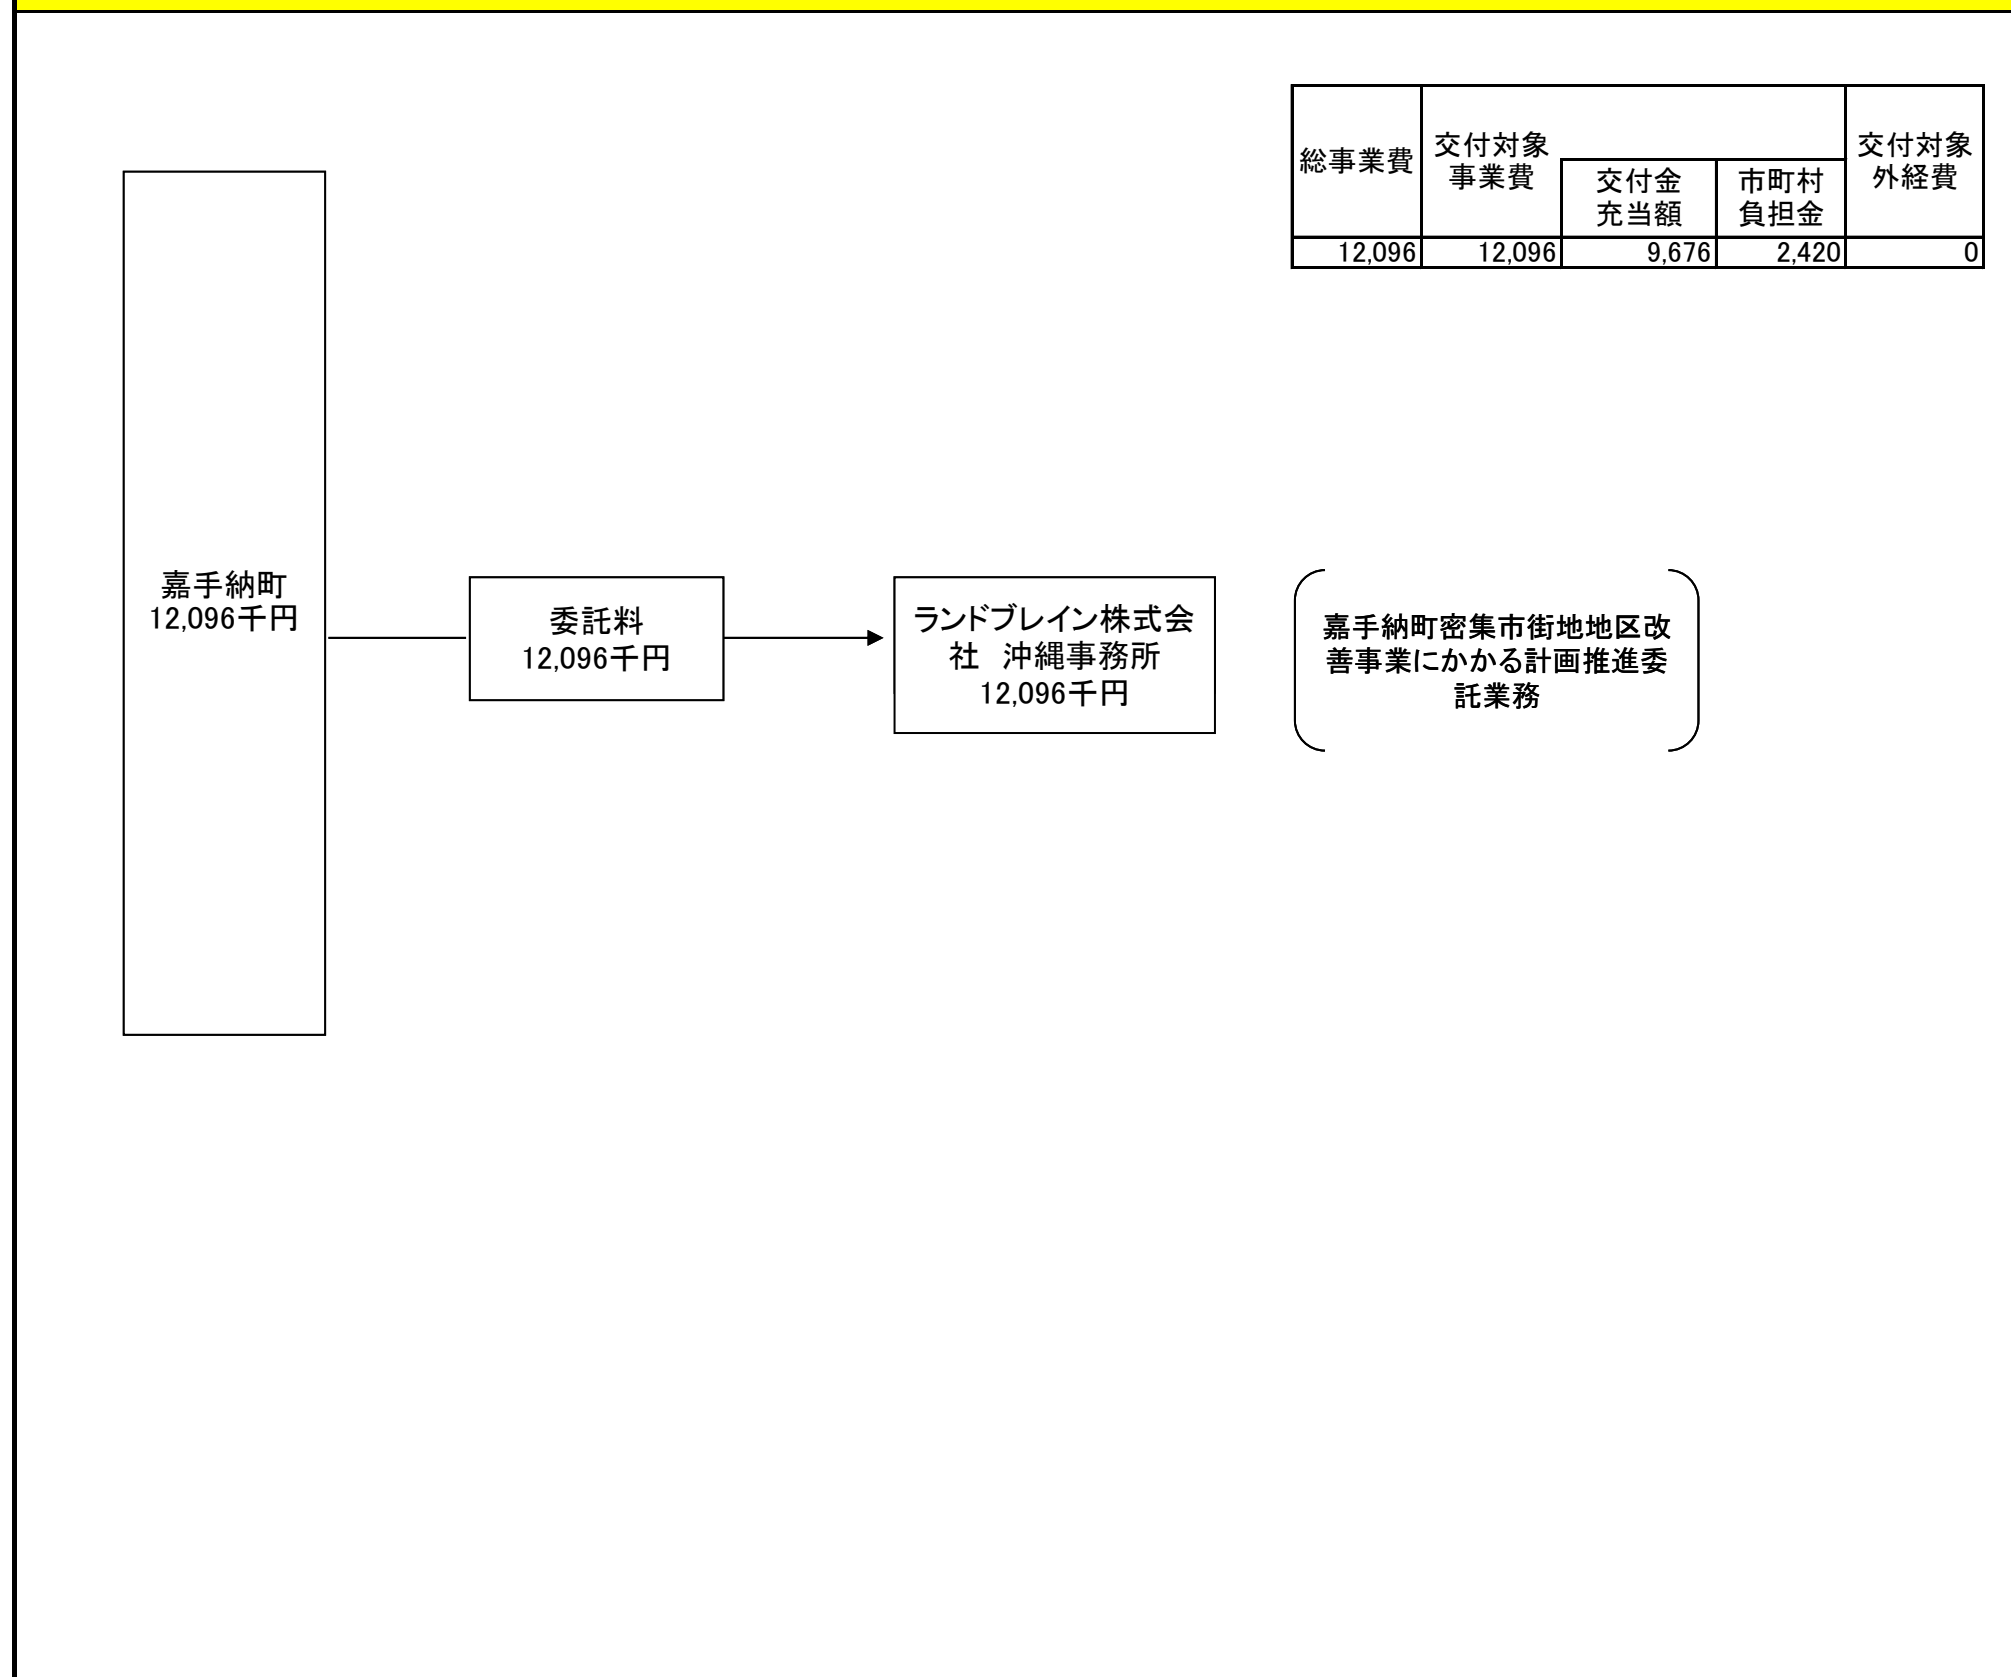 総事業費
交付対象
事業費
交付金
充当額
市町村
負担金
交付対象
外経費
12,096 12,096 9,676 2,420 0
嘉手納町
12,096千円
委託料
12,096千円
ランドブレイン株式会
社　沖縄事務所
12,096千円
嘉手納町密集市街地地区改
善事業にかかる計画推進委
託業務